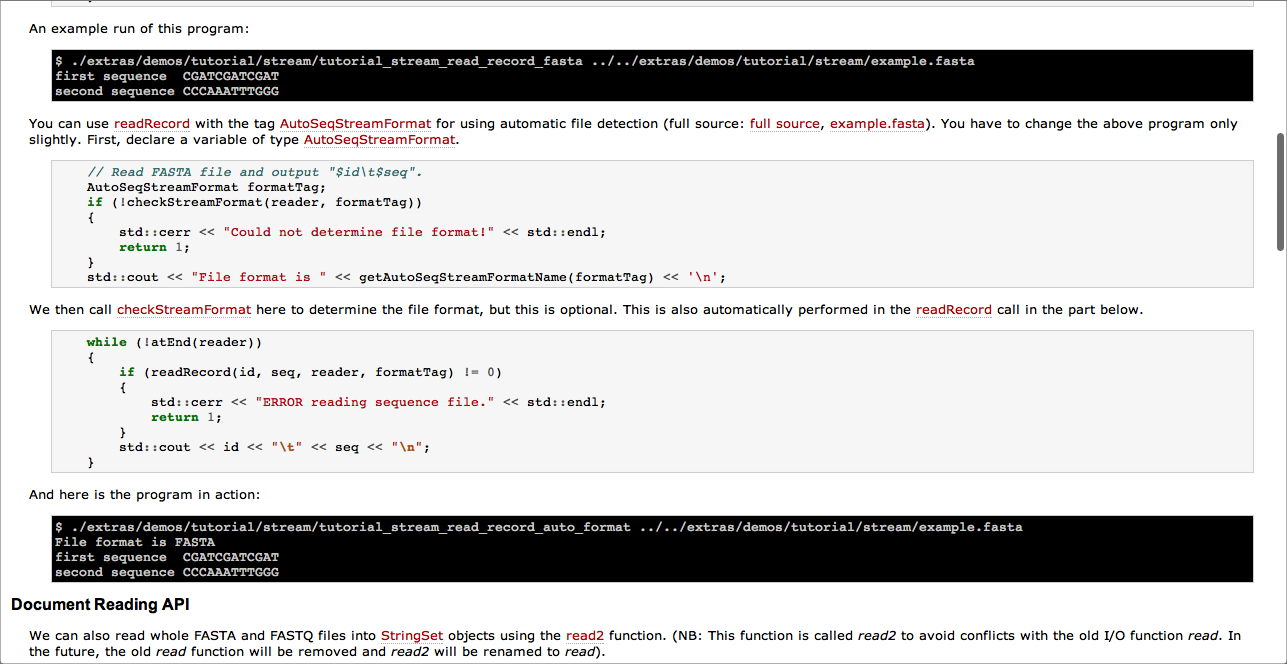 An example run of this program:
$ ./extras/demos/tutorial/stream/tutorial_stream_read_record_fasta ../../extras/demos/tutorial/stream/example.fasta
first sequence  CGATCGATCGAT
second sequence CCCAAATTTGGG
You can use readRecord with the tag AutoSeqStreamFormat for using automatic file detection (full source: full source, example.fasta). You have to change the above program only
slightly. First, declare a variable of type AutoSeqStreamFormat.
// Read FASTA file and output "$id\t$seq".
AutoSeqStreamFormat formatTag;
if (!checkStreamFormat(reader, formatTag))
{
    std::cerr << "Could not determine file format!" << std::endl;
    return 1;
}
std::cout << "File format is " << getAutoSeqStreamFormatName(formatTag) << '\n';
We then call checkStreamFormat here to determine the file format, but this is optional. This is also automatically performed in the readRecord call in the part below.
while (!atEnd(reader))
{
    if (readRecord(id, seq, reader, formatTag) != 0)
    {
        std::cerr << "ERROR reading sequence file." << std::endl;
        return 1;
    }
    std::cout << id << "\t" << seq << "\n";
}
And here is the program in action:
$ ./extras/demos/tutorial/stream/tutorial_stream_read_record_auto_format ../../extras/demos/tutorial/stream/example.fasta
File format is FASTA
first sequence  CGATCGATCGAT
second sequence CCCAAATTTGGG
Document Reading API
We can also read whole FASTA and FASTQ files into StringSet objects using the read2 function. (NB: This function is called read2 to avoid conflicts with the old I/O function read. In
the future, the old read function will be removed and read2 will be renamed to read).